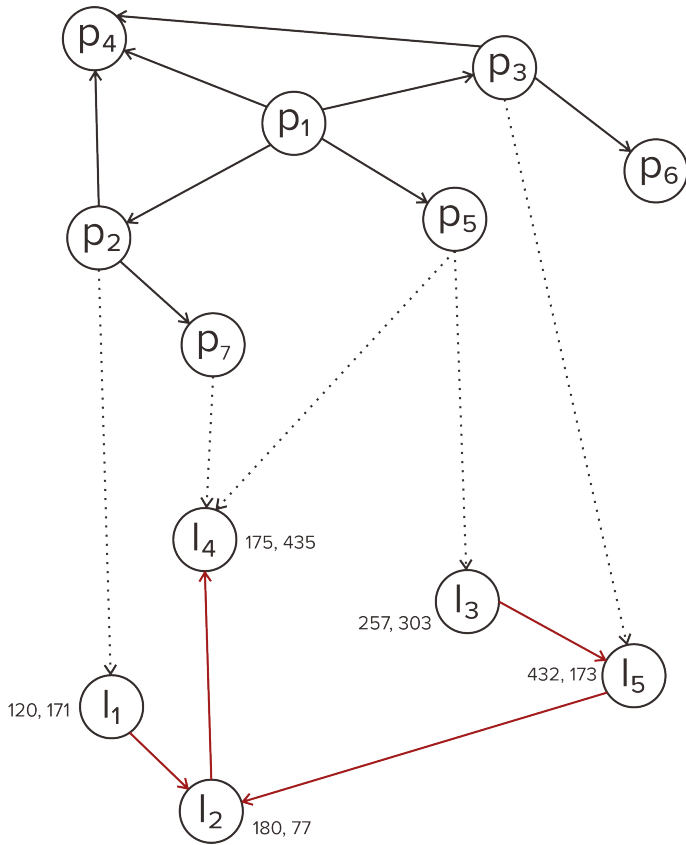 p₄
p₃
p₁
p₆
p₅
p₂
p₇
l₄ 175, 435
l₃
257, 303
432, 173 l₅
120, 171 l₁
l₂
180, 77